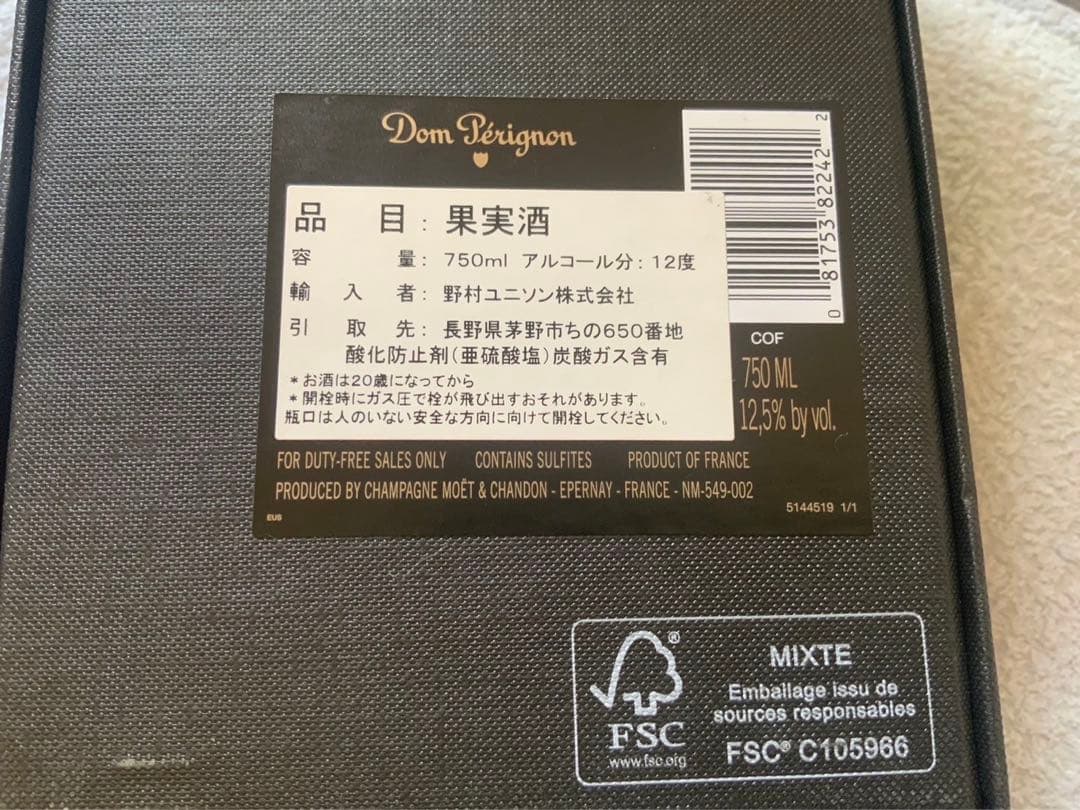 Dom Pérignon
品目：果実酒
容量：750ml アルコール分：12度
輸入者：野村ユニソン株式会社
引取先：長野県茅野市ちの650番地
酸化防止剤（亜硫酸塩）炭酸ガス含有
＊お酒は20歳になってから
＊開栓時にガス圧で栓が飛び出すおそれがあります。
瓶口は人のいない安全な方向に向けて開栓してください。
0 81753 82242 2
COF
750 ML
12,5% by vol.
FOR DUTY-FREE SALES ONLY CONTAINS SULFITES PRODUCT OF FRANCE
PRODUCED BY CHAMPAGNE MOËT & CHANDON - EPERNAY - FRANCE - NM-549-002
5144519 1/1
EUS
®
FSC
www.fsc.org
MIXTE
Emballage issu de
sources responsables
FSC® C105966